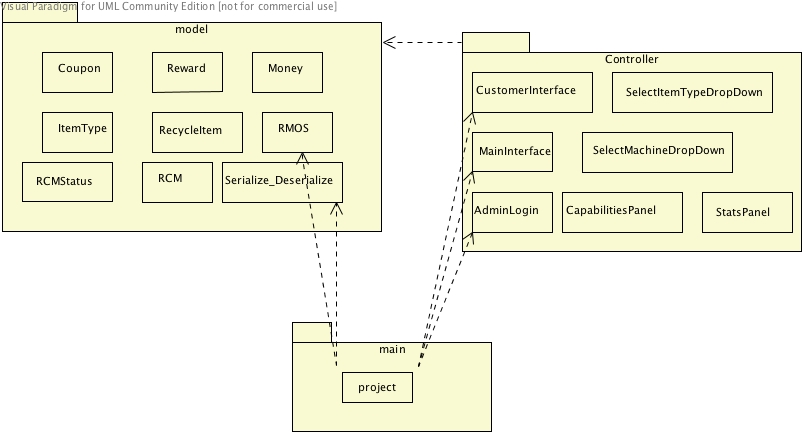 Visual Paradigm for UML Community Edition [not for commercial use]
model
Coupon
Reward
Money
ItemType
RecycleItem
RMOS
RCMStatus
RCM
Serialize_Deserialize
Controller
CustomerInterface
SelectItemTypeDropDown
MainInterface
SelectMachineDropDown
AdminLogin
CapabilitiesPanel
StatsPanel
main
project